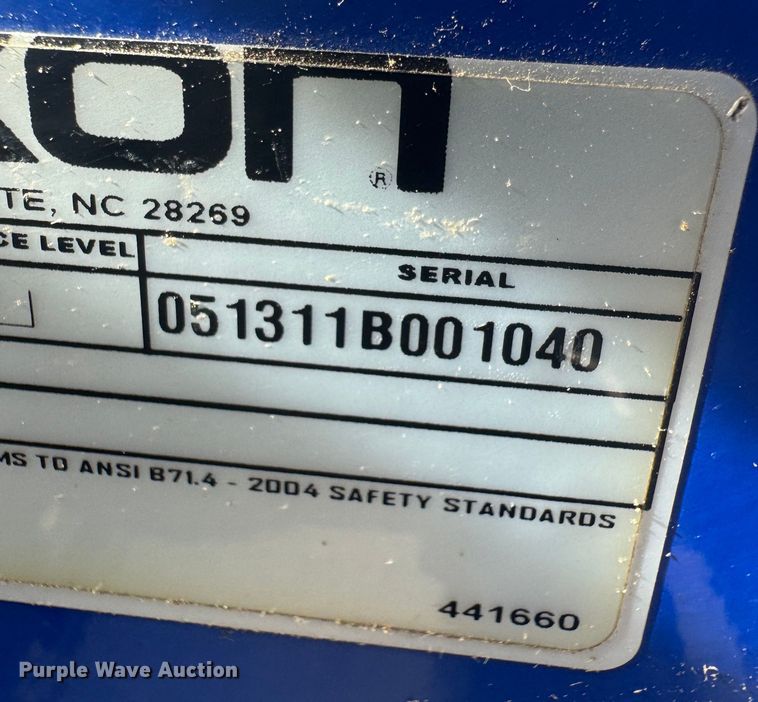 xon®
TE, NC 28269
CE LEVEL
SERIAL
051311B001040
MS TO ANSI B71.4 - 2004 SAFETY STANDARDS
441660
Purple Wave Auction